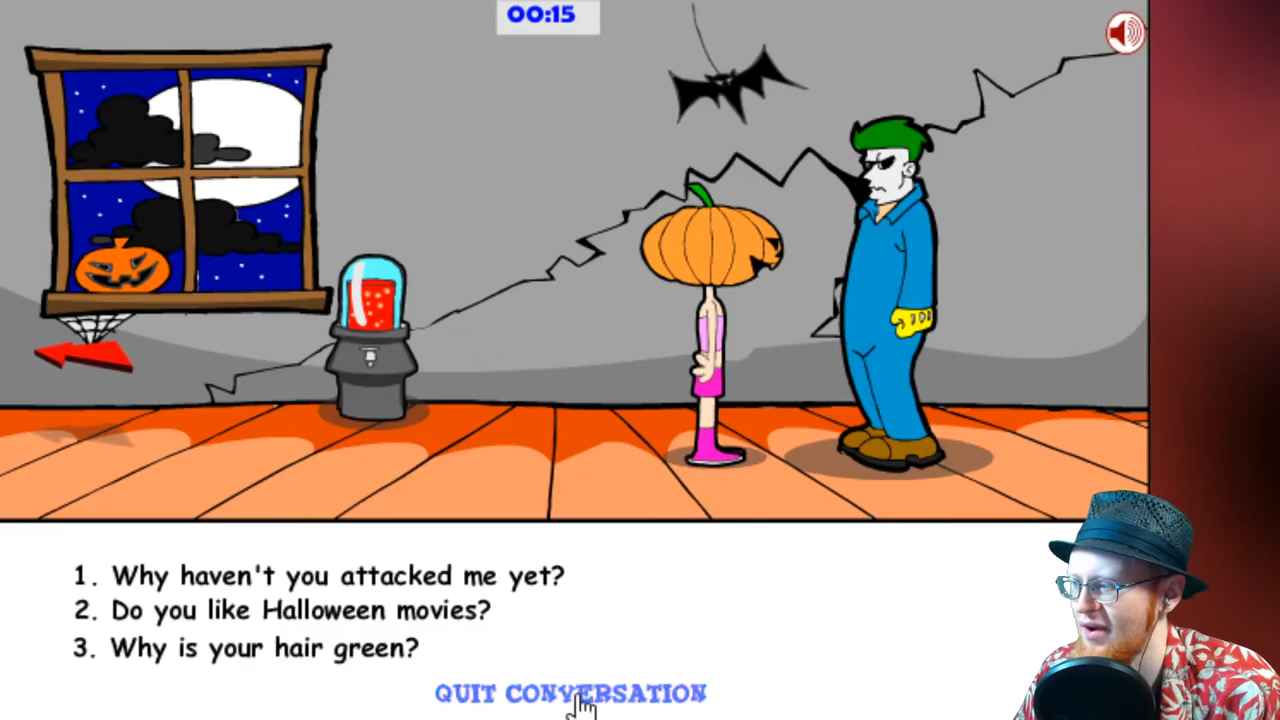 00:15
1. Why haven't you attacked me yet?
2. Do you like Halloween movies?
3. Why is your hair green?
QUIT CONVERSATION